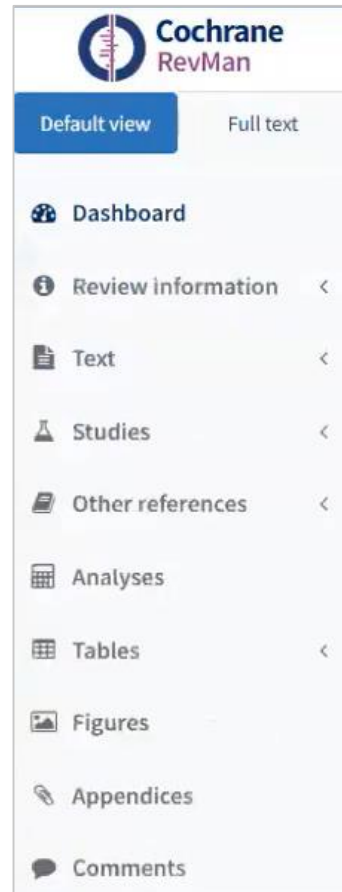 Cochrane
RevMan
Default view Full text
Dashboard
Review information
Text
Studies
Other references
Analyses
Tables
Figures
Appendices
Comments